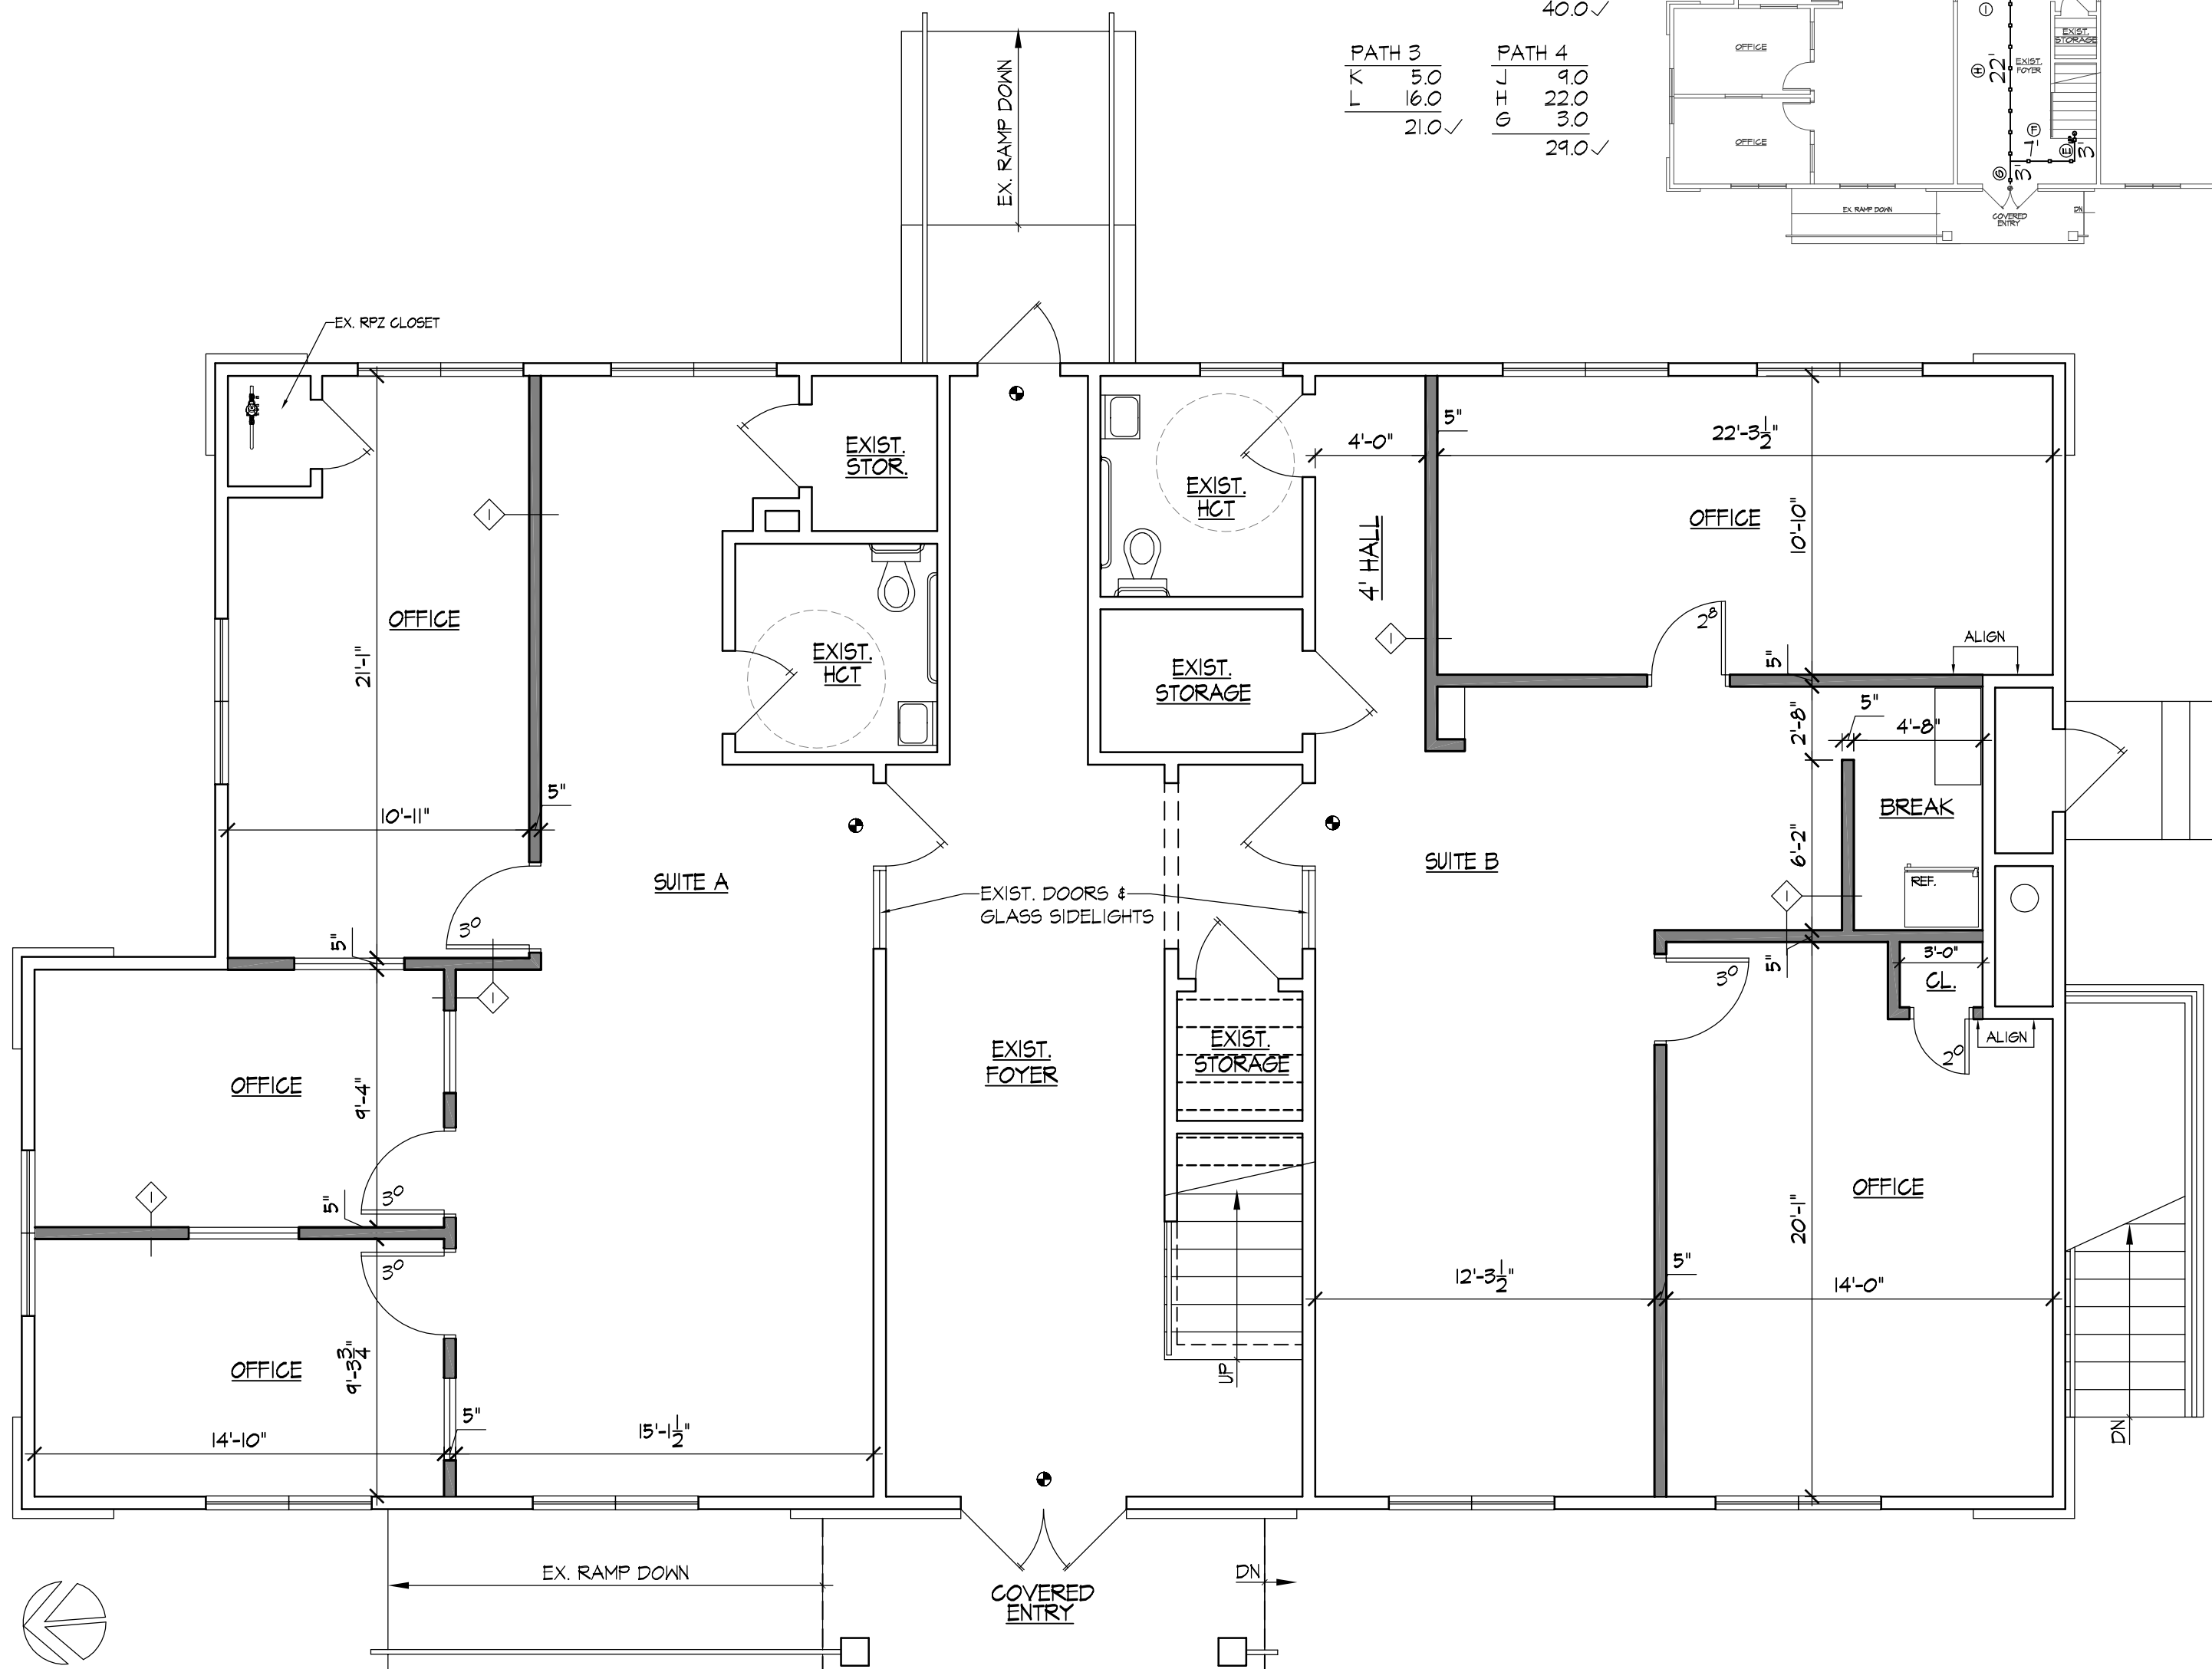 40.0✓
PATH 3
K 5.0
L 16.0
21.0✓
PATH 4
J 9.0
H 22.0
G 3.0
29.0✓
OFFICE
OFFICE
I
H
22'
EXIST.
STORAGE
EXIST.
FOYER
F
7'
E
3'
G
3'
EX. RAMP DOWN
COVERED
ENTRY
DN
EX. RAMP DOWN
EX. RPZ CLOSET
EXIST.
STOR.
EXIST.
HCT
4'-0"
5"
22'-3½"
4' HALL
OFFICE
10'-10"
1
OFFICE
21'-1"
EXIST.
HCT
EXIST.
STORAGE
1
2⁸
5"
ALIGN
5"
4'-8"
2'-8"
10'-11"
5"
BREAK
6'-2"
SUITE A
SUITE B
EXIST. DOORS &
GLASS SIDELIGHTS
REF.
1
3⁰
5"
1
3⁰
5"
3'-0"
CL.
EXIST.
FOYER
EXIST.
STORAGE
ALIGN
2⁰
OFFICE
9'-4"
1
5"
3⁰
3⁰
OFFICE
20'-1"
12'-3½"
5"
14'-0"
OFFICE
9'-3¾"
UP
14'-10"
5"
15'-1½"
DN
EX. RAMP DOWN
COVERED
ENTRY
DN